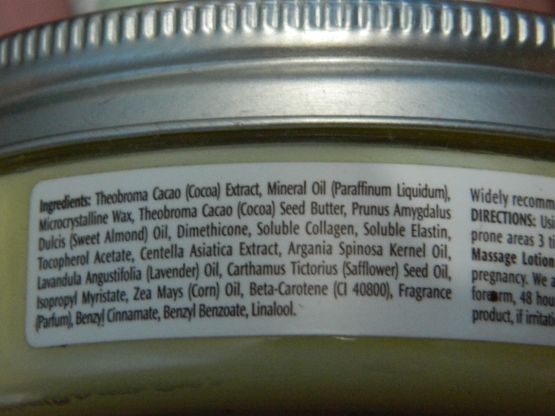 Ingredients: Theobroma Cacao (Cocoa) Extract, Mineral Oil (Paraffinum Liquidum),
Microcrystalline Wax, Theobroma Cacao (Cocoa) Seed Butter, Prunus Amygdalus
Dulcis (Sweet Almond) Oil, Dimethicone, Soluble Collagen, Soluble Elastin,
Tocopherol Acetate, Centella Asiatica Extract, Argania Spinosa Kernel Oil,
Lavandula Angustifolia (Lavender) Oil, Carthamus Tictorius (Safflower) Seed Oil,
Isopropyl Myristate, Zea Mays (Corn) Oil, Beta-Carotene (CI 40800), Fragrance
(Parfum), Benzyl Cinnamate, Benzyl Benzoate, Linalool.
Widely recomm
DIRECTIONS: Usi
prone areas 3 t
Massage Lotion
pregnancy. We a
forearm, 48 hou
product, if irritati